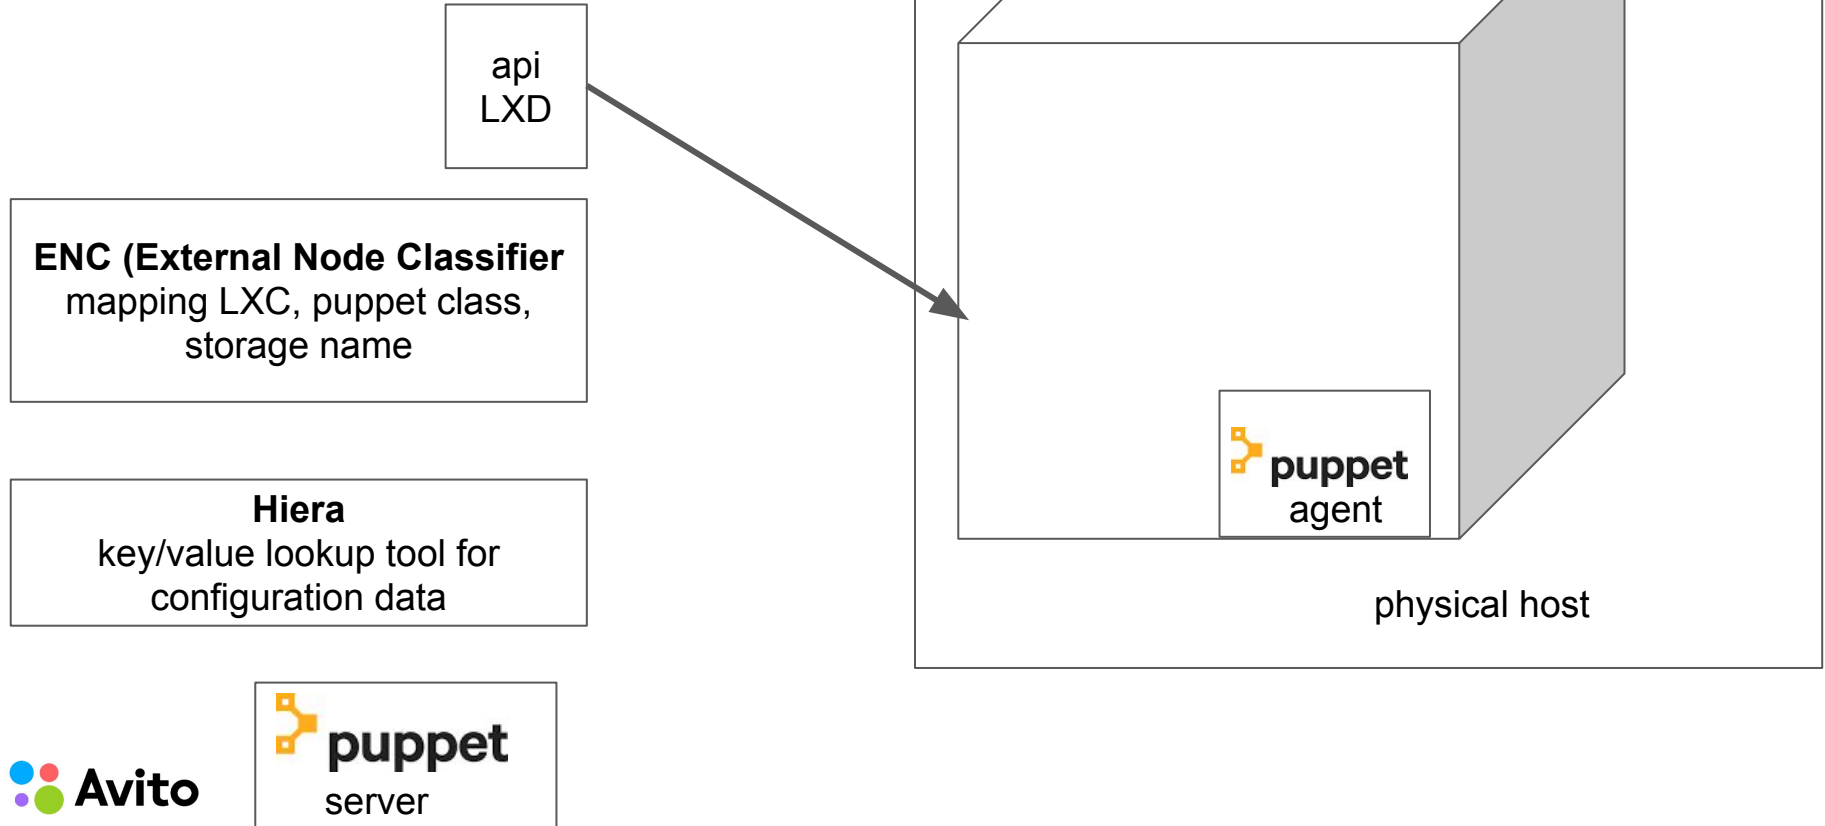 api
LXD
ENC (External Node Classifier
mapping LXC, puppet class,
storage name
Hiera
key/value lookup tool for
configuration data
puppet
agent
physical host
puppet
server
Avito